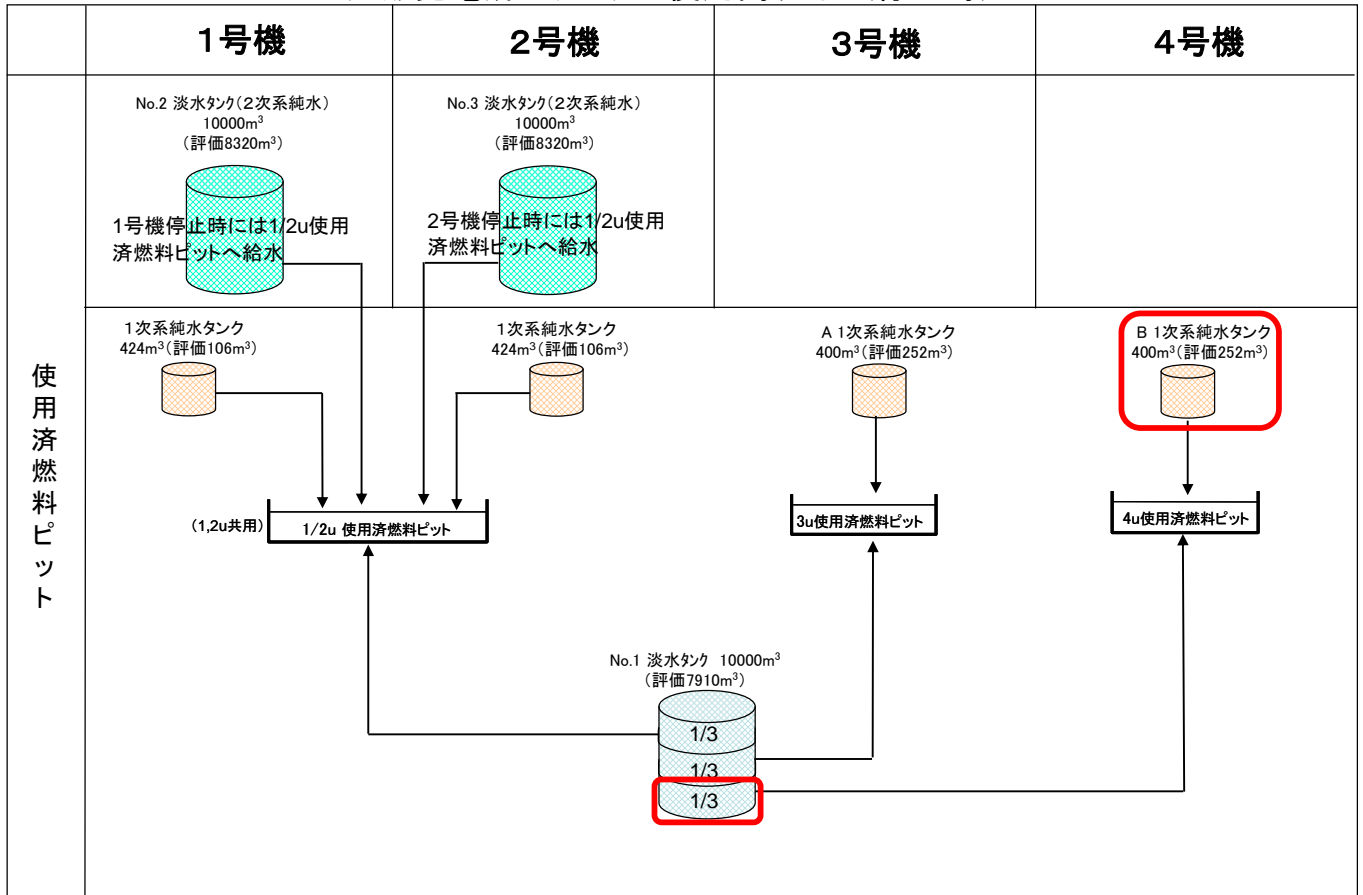 1号機
2号機
3号機
4号機
No.2 淡水タンク(2次系純水)
10000m³
(評価8320m³)
1号機停止時には1/2u使用
済燃料ピットへ給水
No.3 淡水タンク(2次系純水)
10000m³
(評価8320m³)
2号機停止時には1/2u使用
済燃料ピットへ給水
使用済燃料ピット
1次系純水タンク
424m³(評価106m³)
1次系純水タンク
424m³(評価106m³)
A 1次系純水タンク
400m³(評価252m³)
B 1次系純水タンク
400m³(評価252m³)
(1,2u共用)
1/2u 使用済燃料ピット
3u使用済燃料ピット
4u使用済燃料ピット
No.1 淡水タンク 10000m³
(評価7910m³)
1/3
1/3
1/3